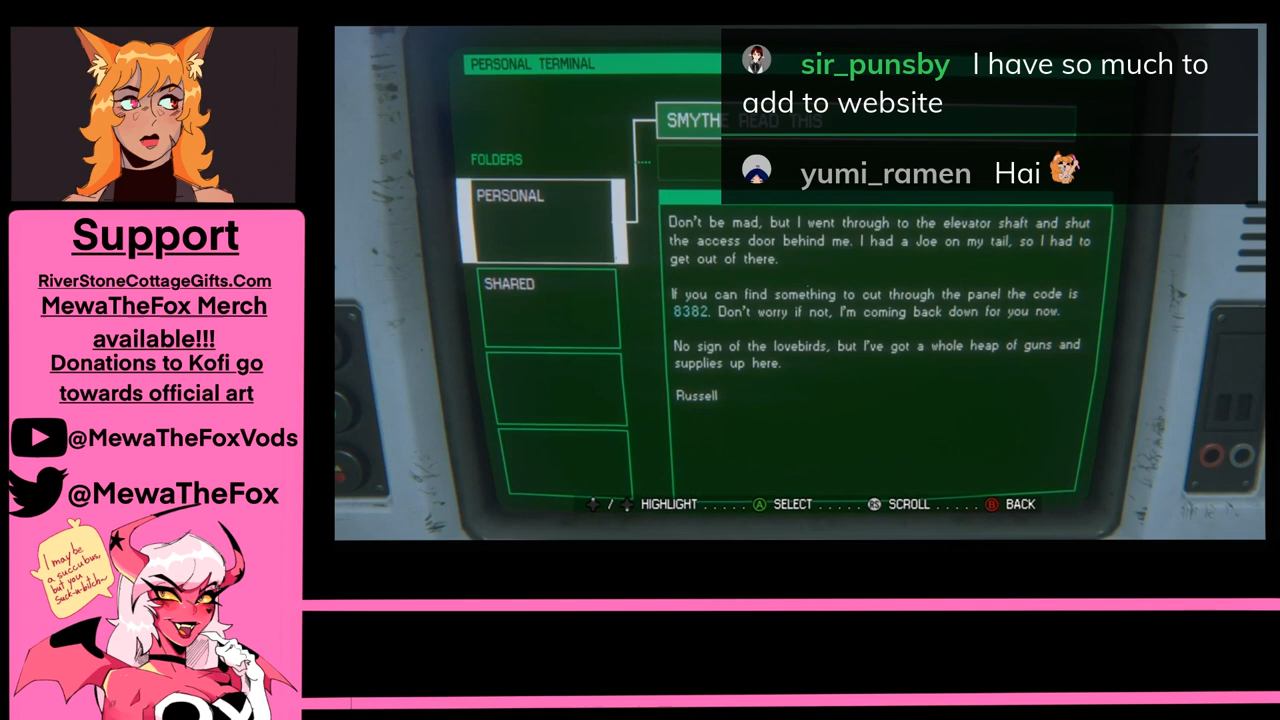 Support
RiverStoneCottageGifts.Com
MewaTheFox Merch
available!!!
Donations to Kofi go
towards official art
@MewaTheFoxVods
@MewaTheFox
I maybe
a succubus,
but you
Suck-a-bitch~
PERSONAL TERMINAL
FOLDERS
PERSONAL
SHARED
SMYTHE READ THIS
Don't be mad, but I went through to the elevator shaft and shut
the access door behind me. I had a Joe on my tail, so I had to
get out of there.
If you can find something to cut through the panel the code is
8382. Don't worry if not, I'm coming back down for you now.
No sign of the lovebirds, but I've got a whole heap of guns and
supplies up here.
Russell
/ HIGHLIGHT ..... A SELECT ..... RS SCROLL ..... B BACK
sir_punsby I have so much to
add to website
yumi_ramen Hai